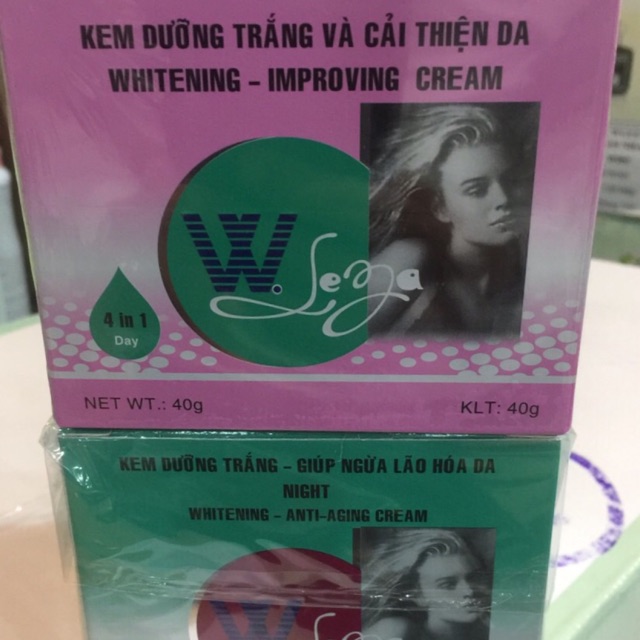 KEM DƯỠNG TRẮNG VÀ CẢI THIỆN DA
WHITENING - IMPROVING CREAM
W. Lena
4 in 1
Day
NET WT.: 40g
KLT: 40g
KEM DƯỠNG TRẮNG - GIÚP NGỪA LÃO HÓA DA
NIGHT
WHITENING - ANTI-AGING CREAM
W